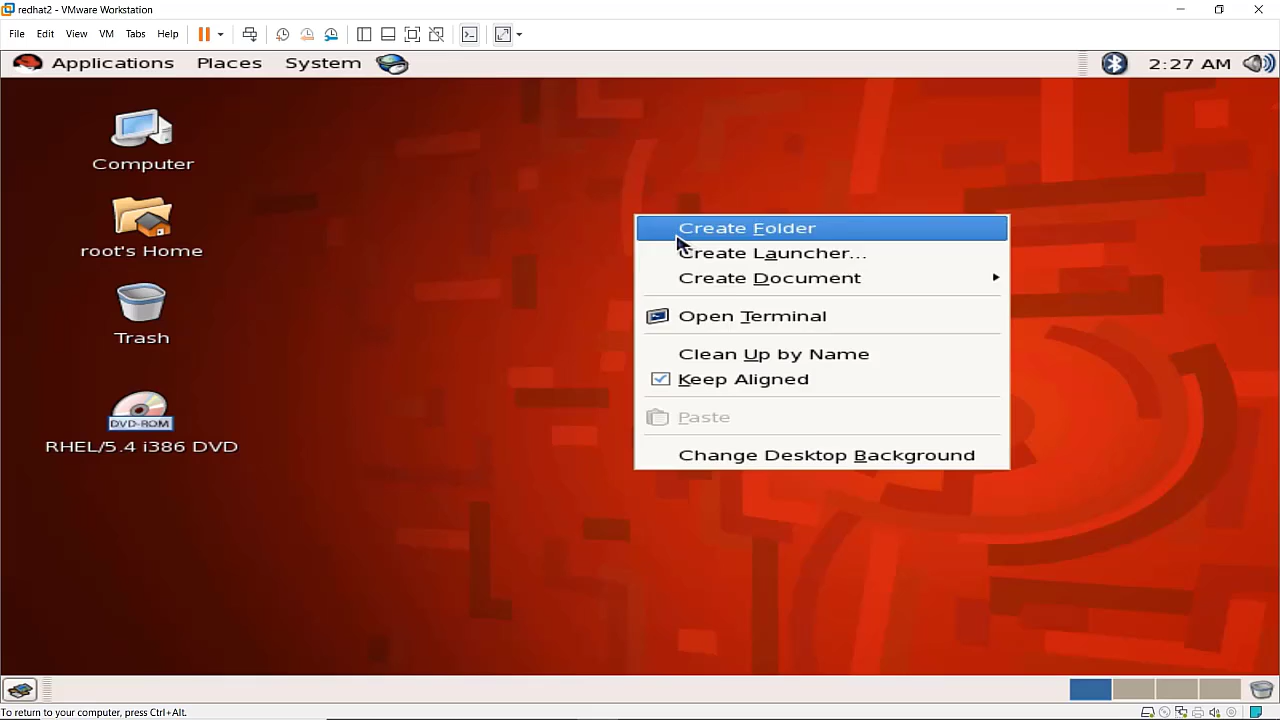 redhat2 - VMware Workstation
File Edit View VM Tabs Help
Applications Places System 2:27 AM
Computer
root's Home
Trash
DVD-ROM
RHEL/5.4 i386 DVD
Create Folder
Create Launcher...
Create Document
Open Terminal
Clean Up by Name
Keep Aligned
Paste
Change Desktop Background
To return to your computer, press Ctrl+Alt.